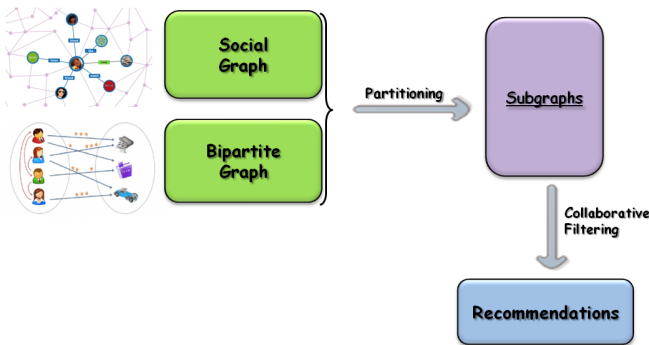 Social
Graph
Partitioning
Subgraphs
Bipartite
Graph
Collaborative
Filtering
Recommendations